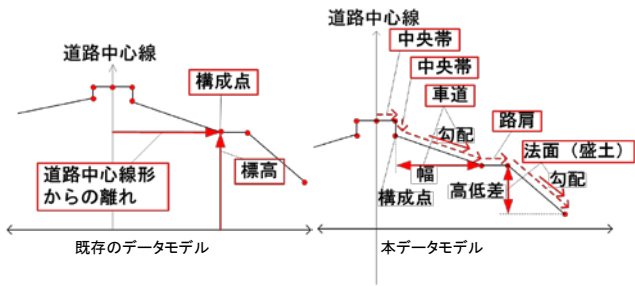 道路中心線
構成点
道路中心線形
からの離れ
標高
既存のデータモデル
道路中心線
中央帯
中央帯
車道
路肩
勾配
法面（盛土）
勾配
幅
高低差
構成点
本データモデル